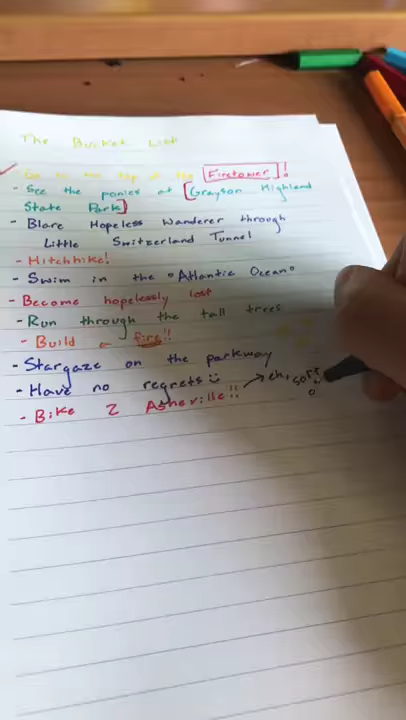 The Bucket List
Go to the top of the [Firetower]!
- See the ponies at [Grayson Highland
State Park]
- Blare Hopeless Wanderer through
Little Switzerland Tunnel
- Hitchhike!
- Swim in the "Atlantic Ocean"
- Become hopelessly lost
- Run through the tall trees
- Build a fire!!
- Stargaze on the parkway
- Have no regrets
- Bike 2 Asheville!! → eh, sort
o